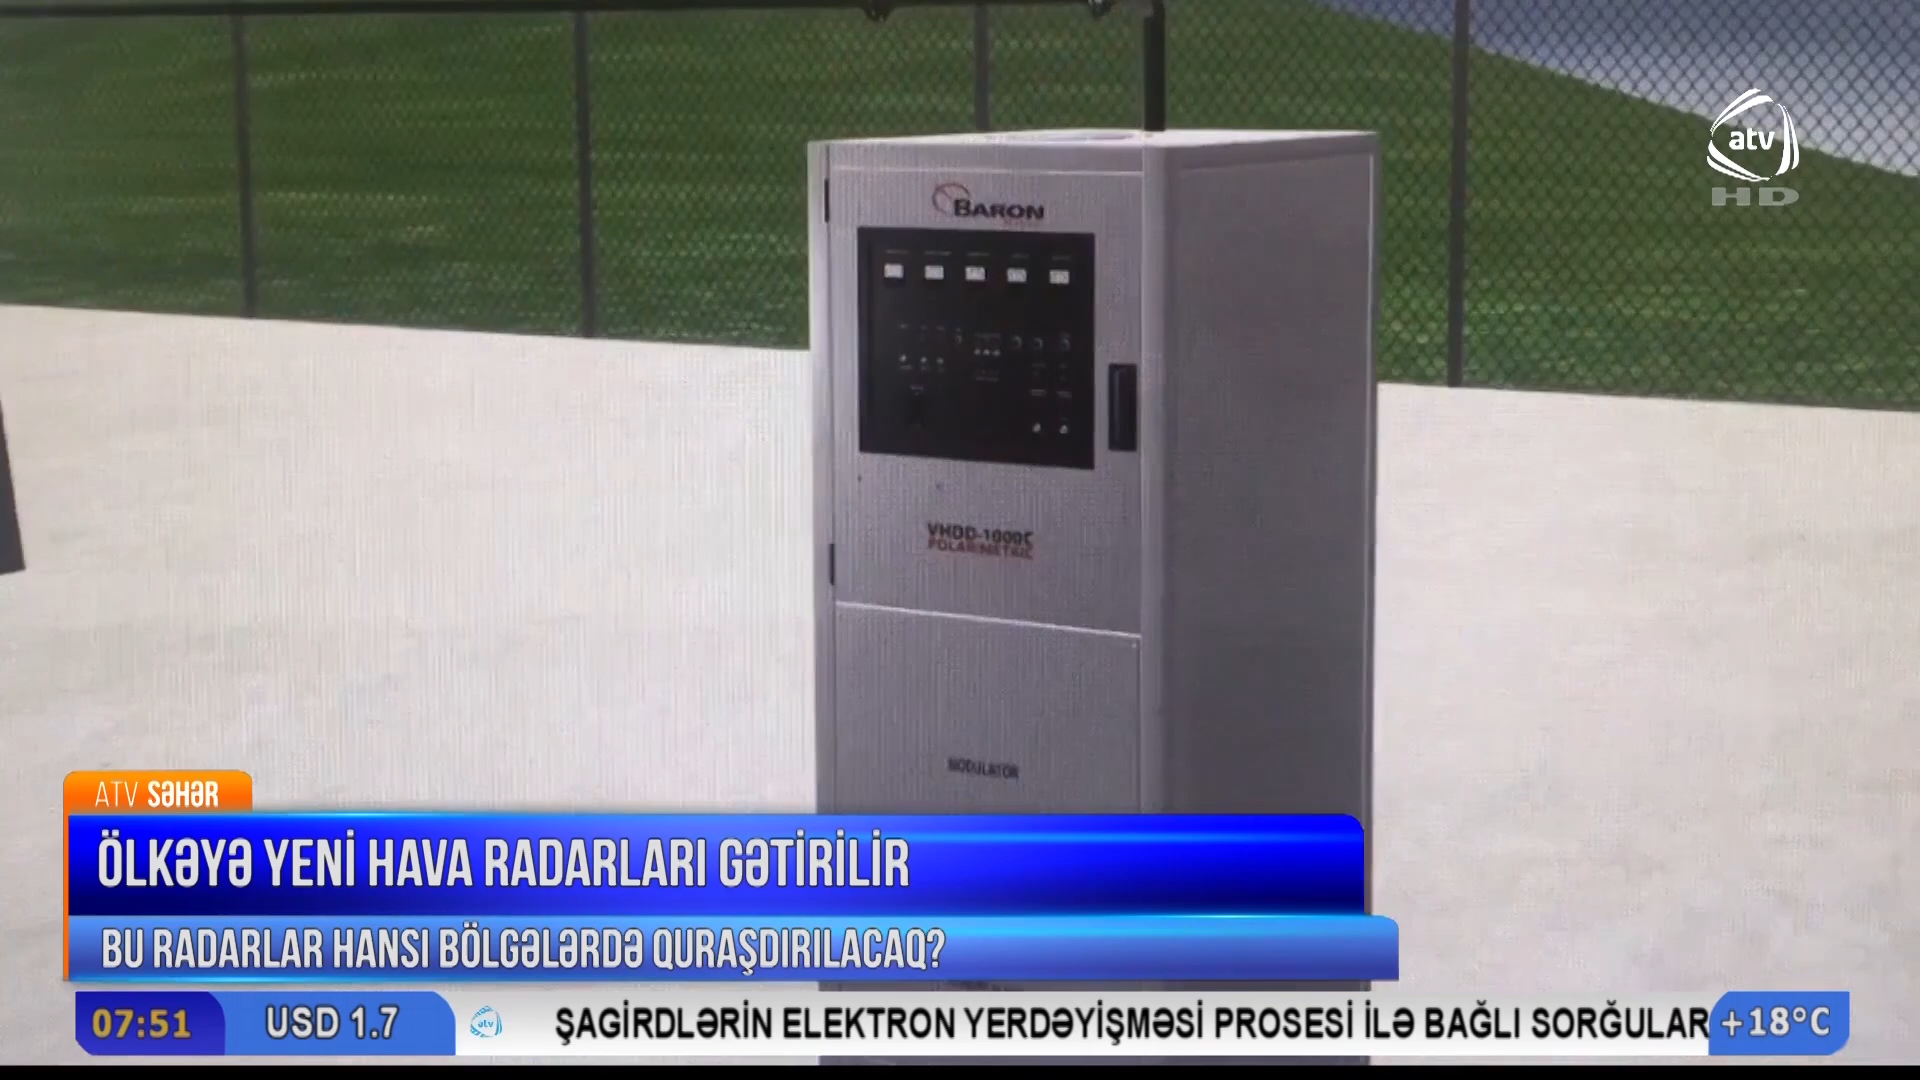 atv
HD
BARON
VHDD-1000C
POLARIMETRIC
MODULATOR
ATV SƏHƏR
ÖLKƏYƏ YENİ HAVA RADARLARI GƏTİRİLİR
BU RADARLAR HANSI BÖLGƏLƏRDƏ QURAŞDIRILACAQ?
07:51 USD 1.7 atv ŞAGİRDLƏRİN ELEKTRON YERDƏYİŞMƏSİ PROSESİ İLƏ BAĞLI SORĞULAR +18°C